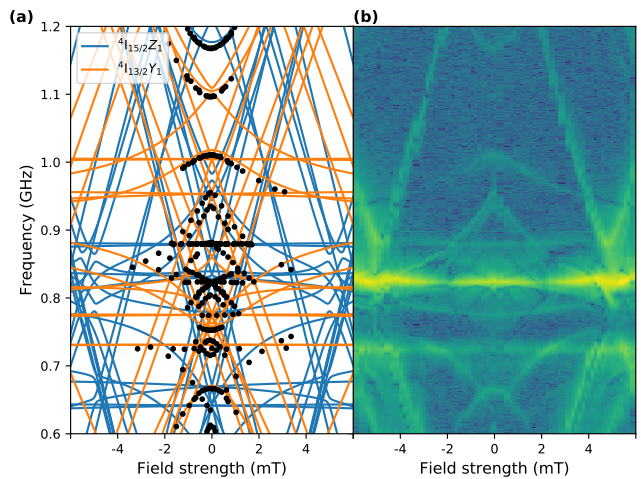 (a)
(b)
⁴I₁₅/₂Z₁
⁴I₁₃/₂Y₁
1.2
1.1
1.0
0.9
0.8
0.7
0.6
Frequency (GHz)
-4 -2 0 2 4
-4 -2 0 2 4
Field strength (mT)
Field strength (mT)